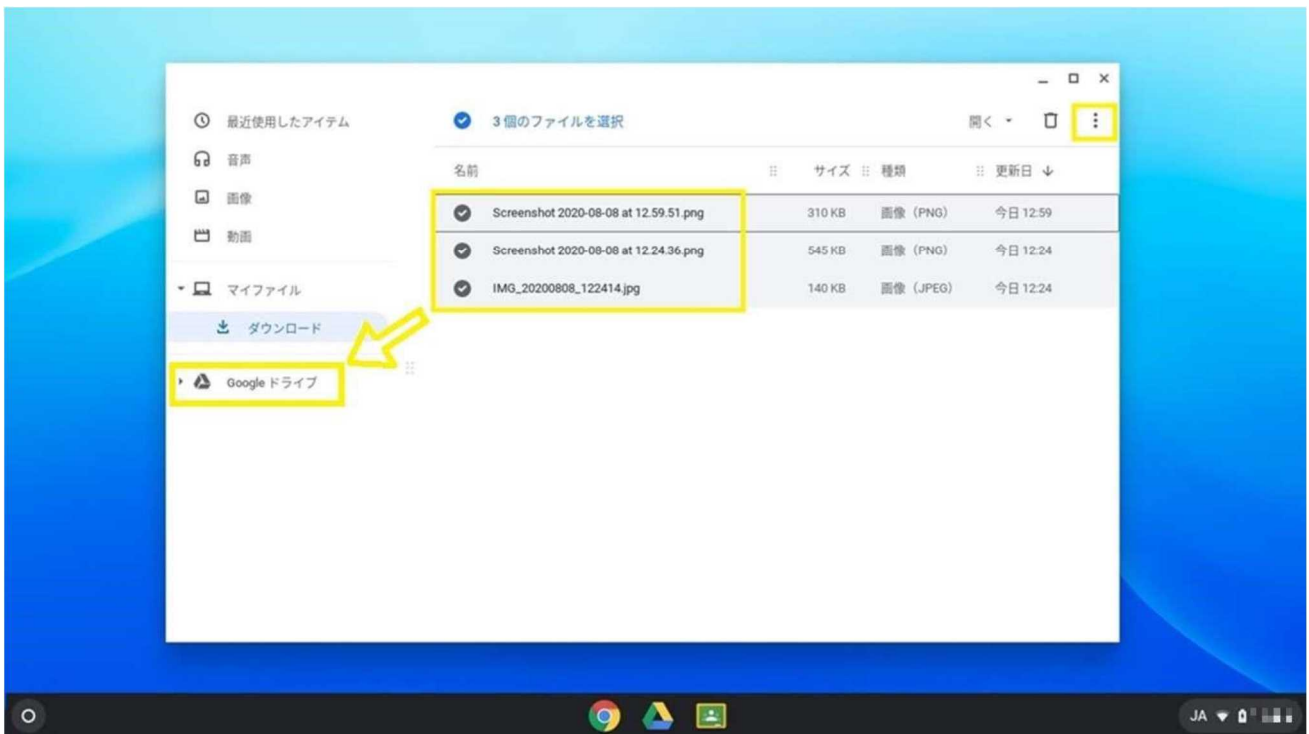 最近使用したアイテム
音声
画像
動画
マイファイル
ダウンロード
Google ドライブ
3 個のファイルを選択
開く
名前 サイズ 種類 更新日
Screenshot 2020-08-08 at 12.59.51.png 310 KB 画像（PNG） 今日 12:59
Screenshot 2020-08-08 at 12.24.36.png 545 KB 画像（PNG） 今日 12:24
IMG_20200808_122414.jpg 140 KB 画像（JPEG） 今日 12:24
JA